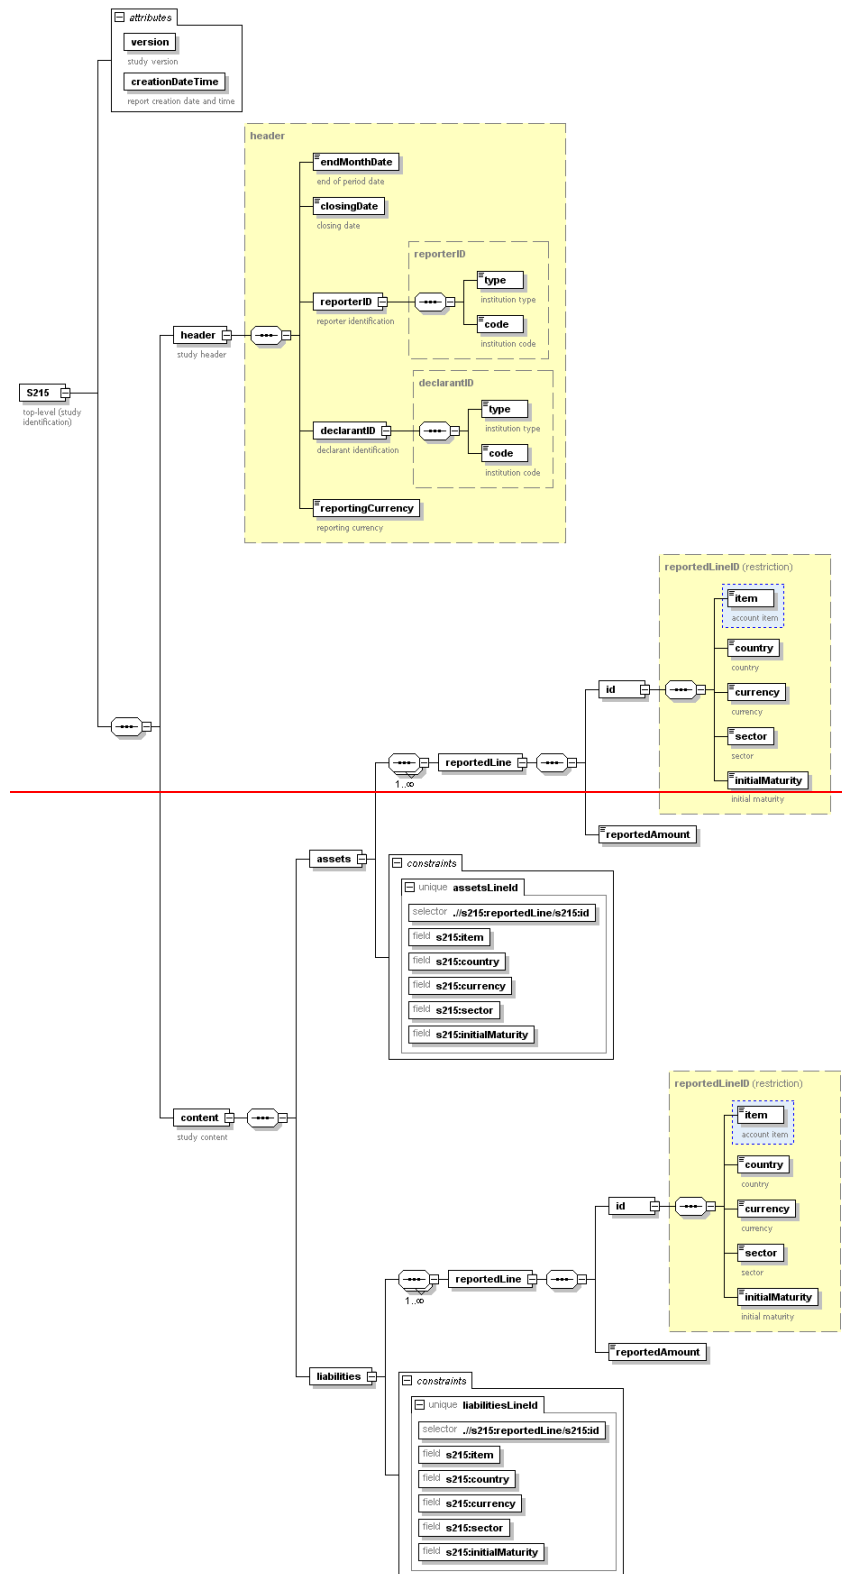 attributes
version
study version
creationDateTime
report creation date and time
header
endMonthDate
end of period date
closingDate
closing date
reporterID
type
institution type
reporterID
reporter identification
code
institution code
header
study header
declarantID
S215
top-level (study
identification)
type
institution type
declarantID
declarant identification
code
institution code
reportingCurrency
reporting currency
reportedLineID (restriction)
item
account item
country
country
id
currency
currency
sector
sector
reportedLine
1..∞
initialMaturity
initial maturity
reportedAmount
assets
constraints
unique assetsLineId
selector .//s215:reportedLine/s215:id
field s215:item
field s215:country
field s215:currency
field s215:sector
field s215:initialMaturity
reportedLineID (restriction)
item
account item
content
study content
country
country
id
currency
currency
sector
sector
reportedLine
1..∞
initialMaturity
initial maturity
reportedAmount
liabilities
constraints
unique liabilitiesLineId
selector .//s215:reportedLine/s215:id
field s215:item
field s215:country
field s215:currency
field s215:sector
field s215:initialMaturity